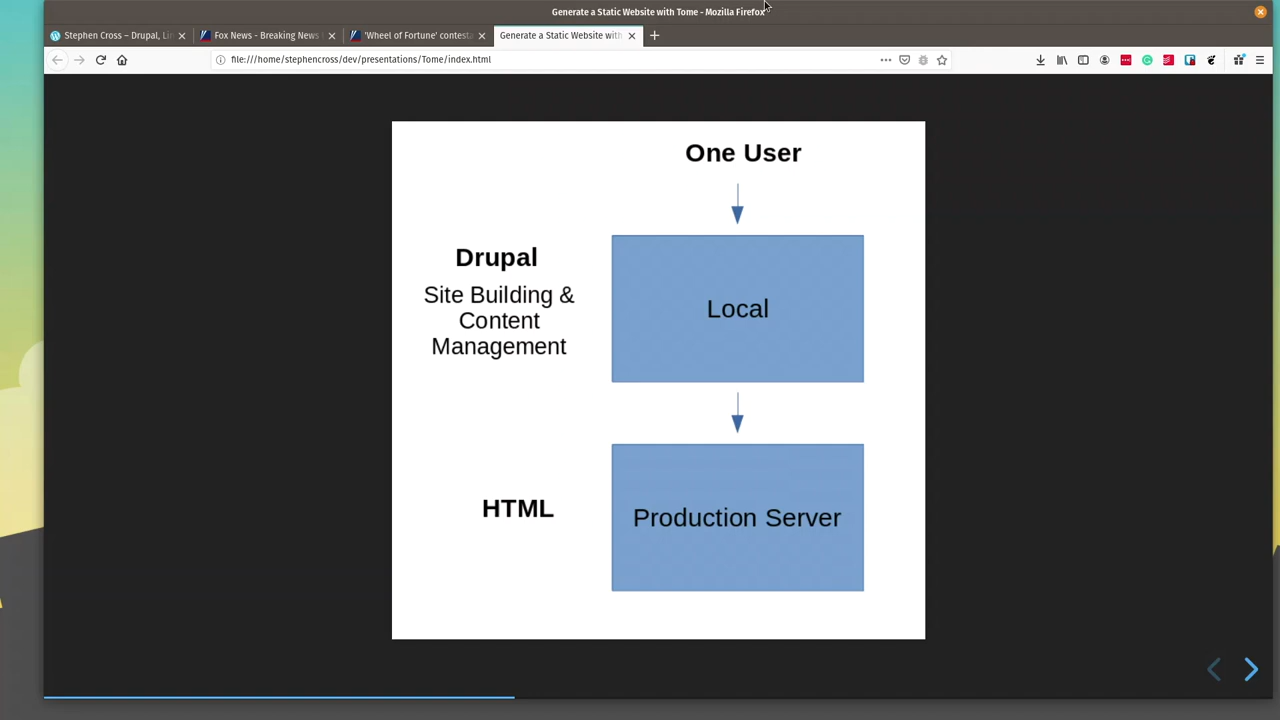 Generate a Static Website with Tome - Mozilla Firefox
Stephen Cross – Drupal, Lin
Fox News - Breaking News
'Wheel of Fortune' contesta
Generate a Static Website with
file:///home/stephencross/dev/presentations/Tome/index.html
One User
Drupal
Site Building &
Content
Management
Local
HTML
Production Server